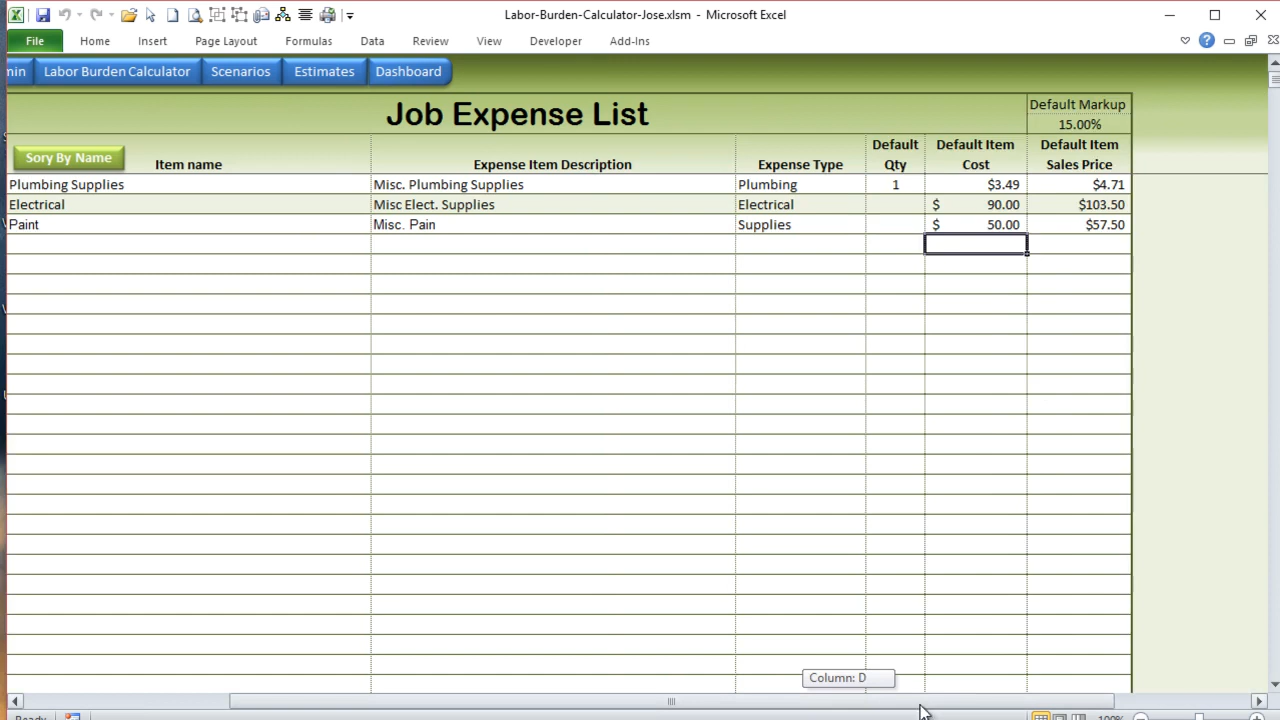 Labor-Burden-Calculator-Jose.xlsm - Microsoft Excel
File Home Insert Page Layout Formulas Data Review View Developer Add-Ins
min Labor Burden Calculator Scenarios Estimates Dashboard
Job Expense List
Default Markup
15.00%
Sory By Name
Item name Expense Item Description Expense Type Default Qty Default Item Cost Default Item Sales Price
Plumbing Supplies Misc. Plumbing Supplies Plumbing 1 $3.49 $4.71
Electrical Misc Elect. Supplies Electrical $ 90.00 $103.50
Paint Misc. Pain Supplies $ 50.00 $57.50
Column: D
Ready 100%